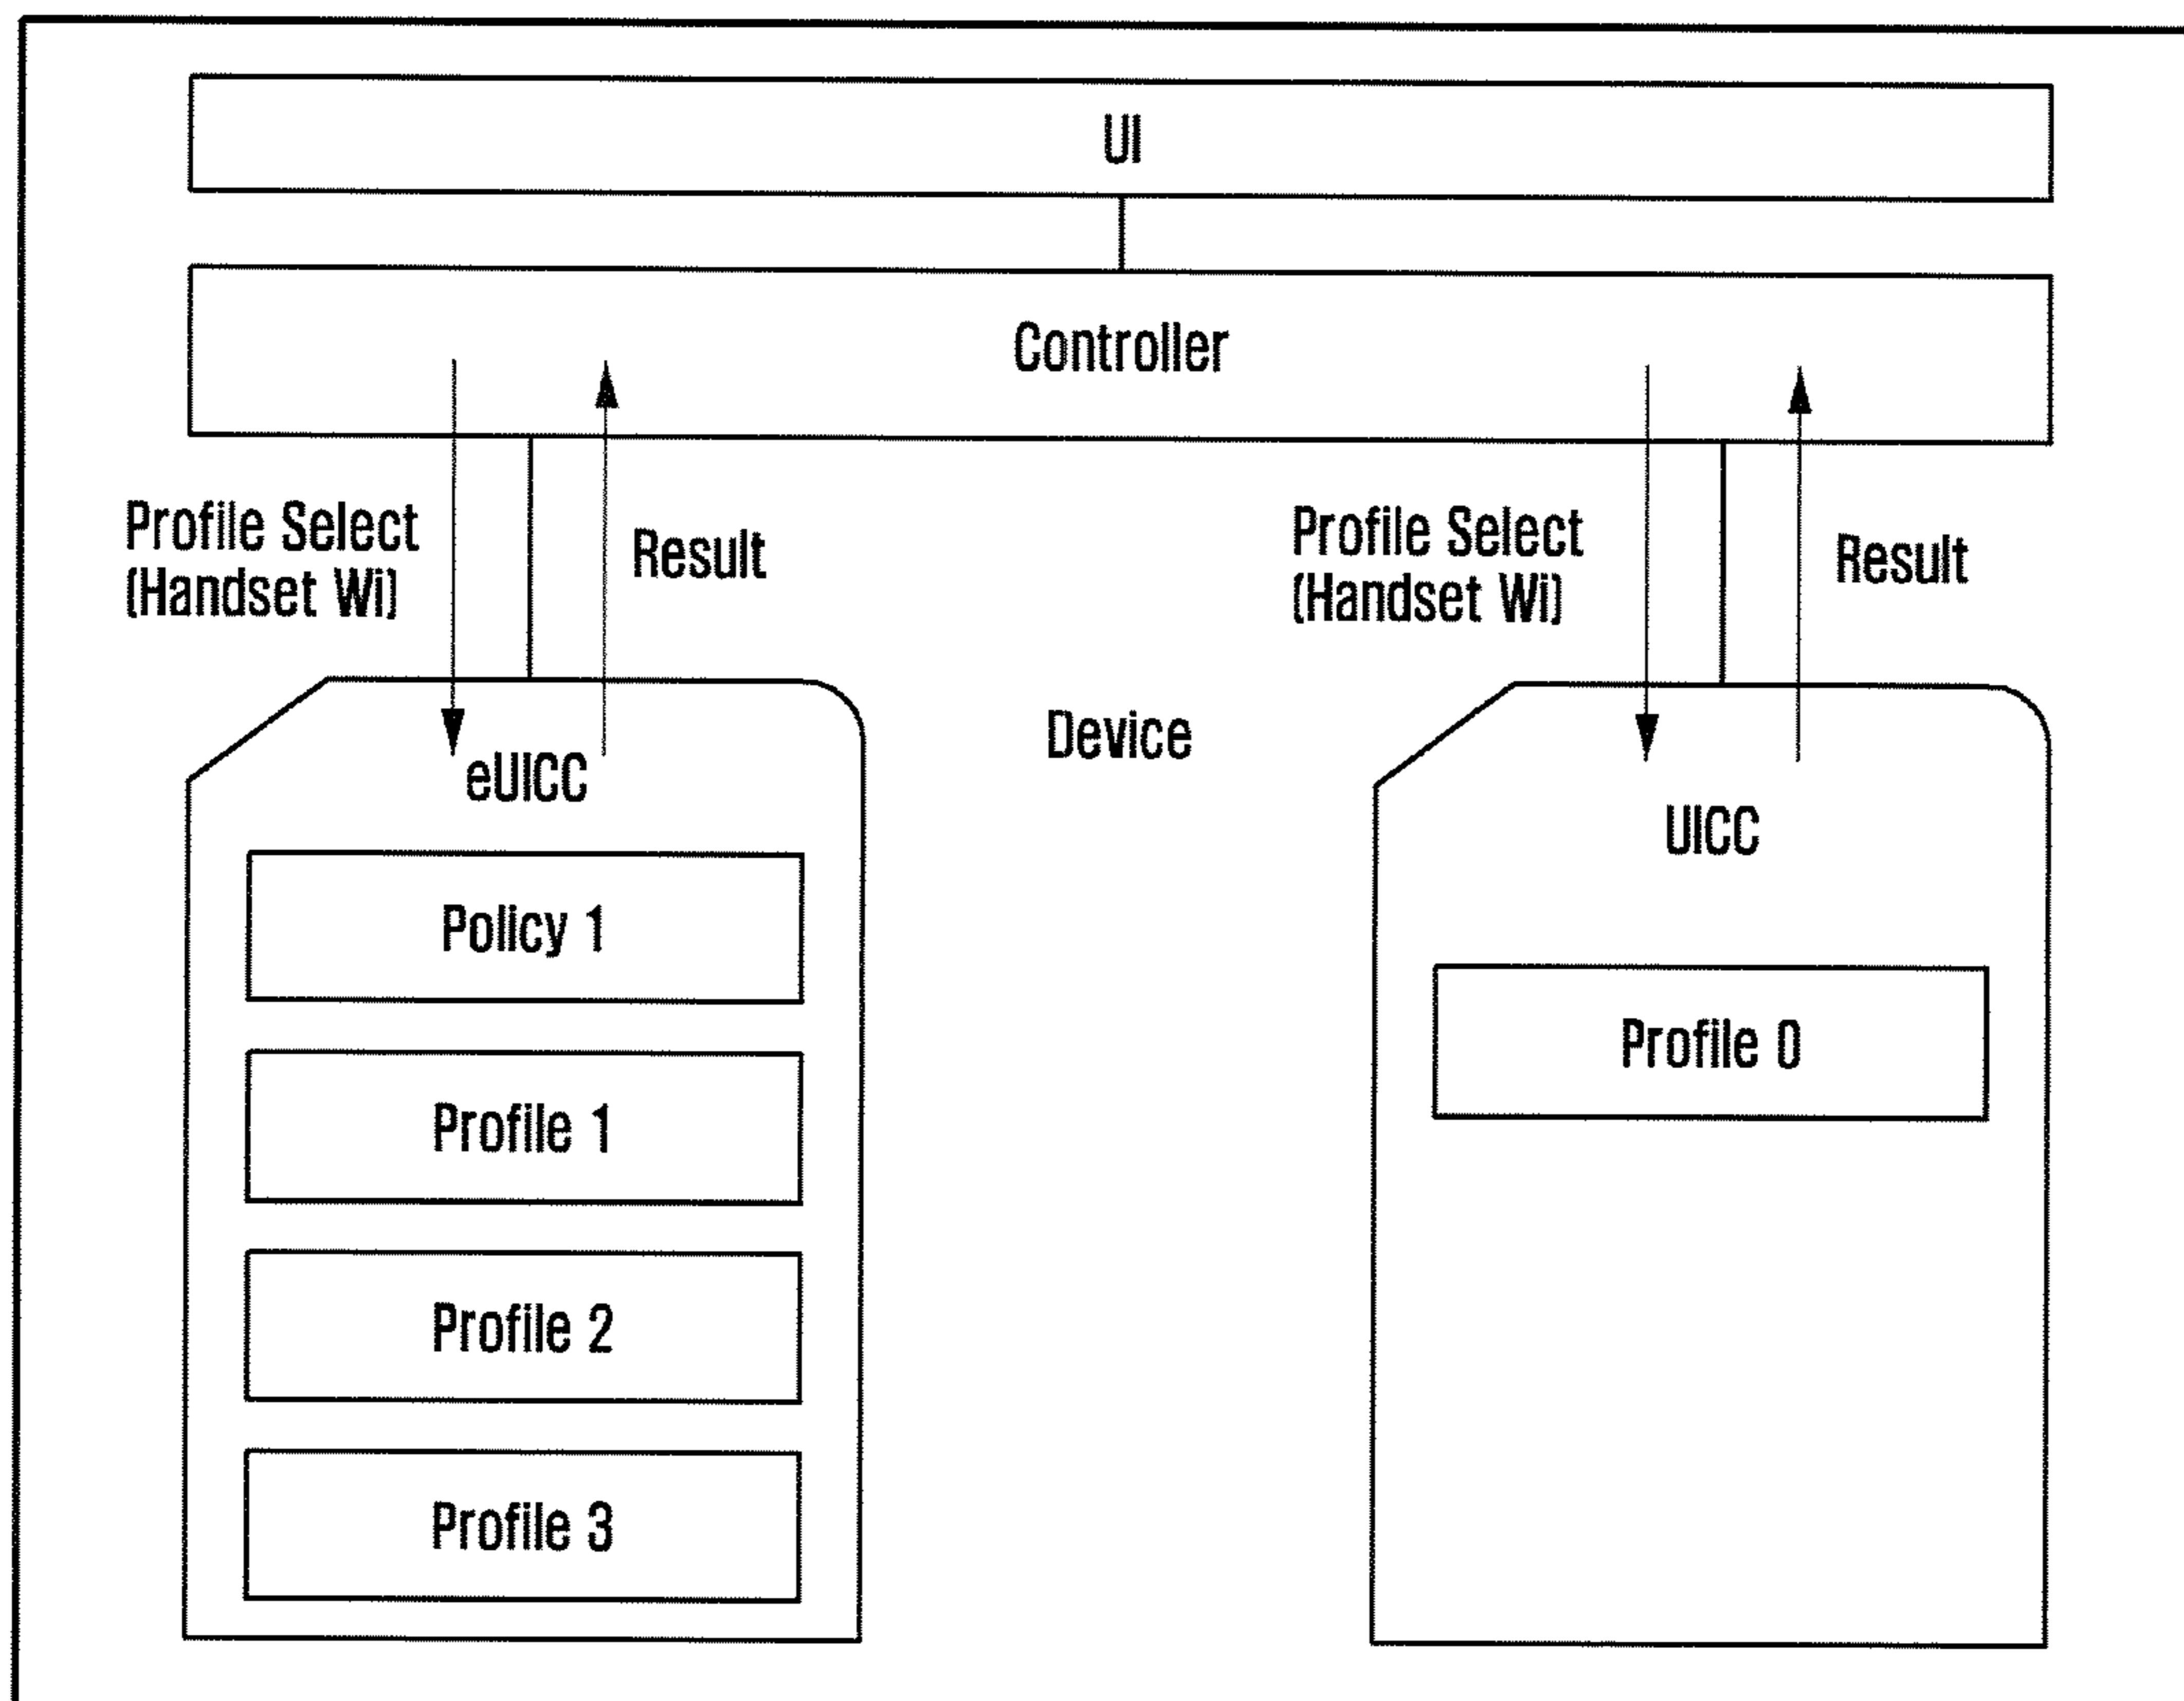 UI
Controller
Profile Select
(Handset Wi)
Result
Profile Select
(Handset Wi)
Result
Device
eUICC
Policy 1
Profile 1
Profile 2
Profile 3
UICC
Profile 0